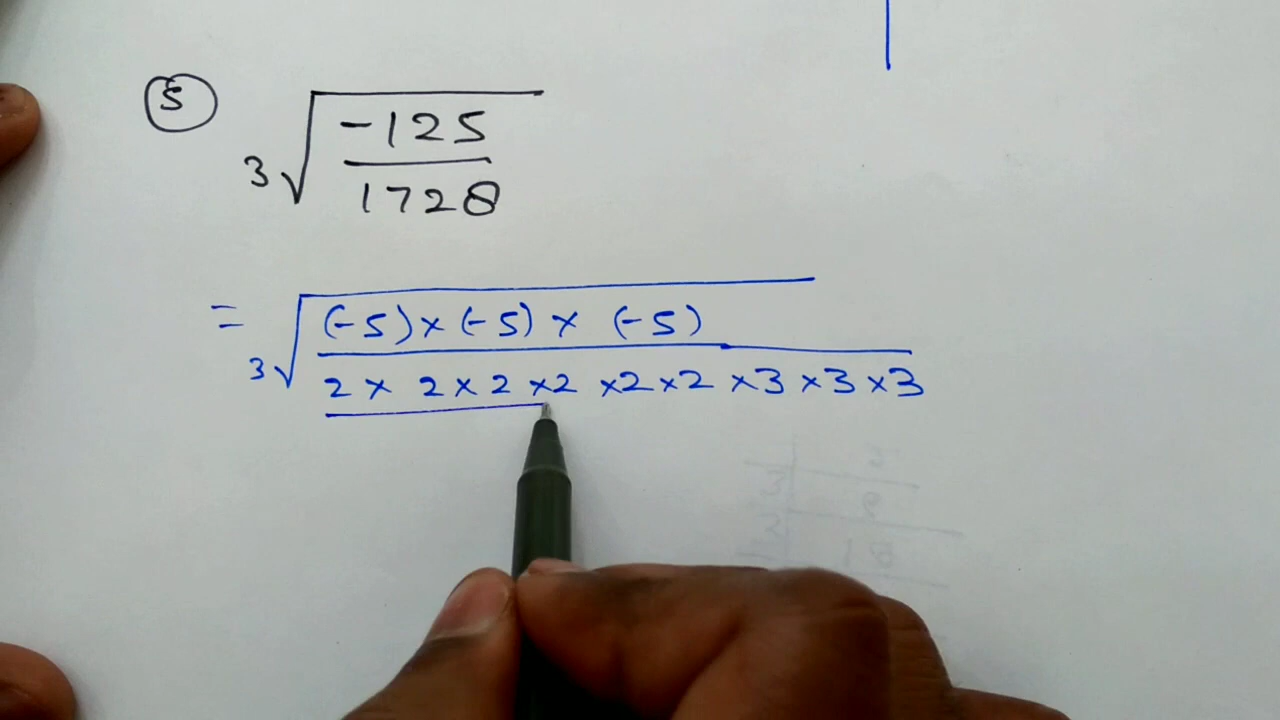 5
3√ -125
1728
= 3√ (-5) × (-5) × (-5)
2 × 2 × 2 × 2 × 2 × 2 × 3 × 3 × 3